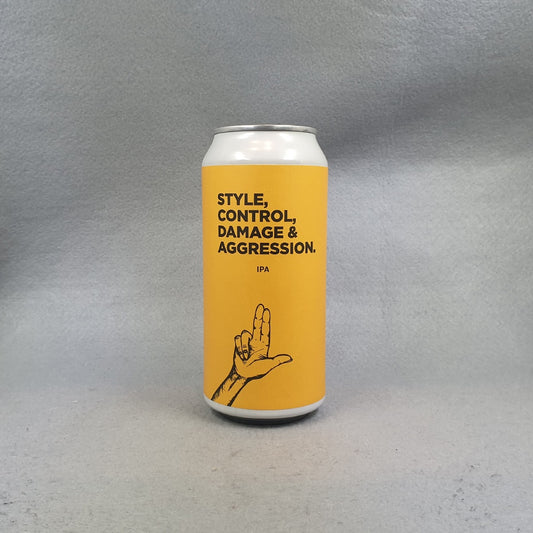 STYLE,
CONTROL,
DAMAGE &
AGGRESSION.
IPA